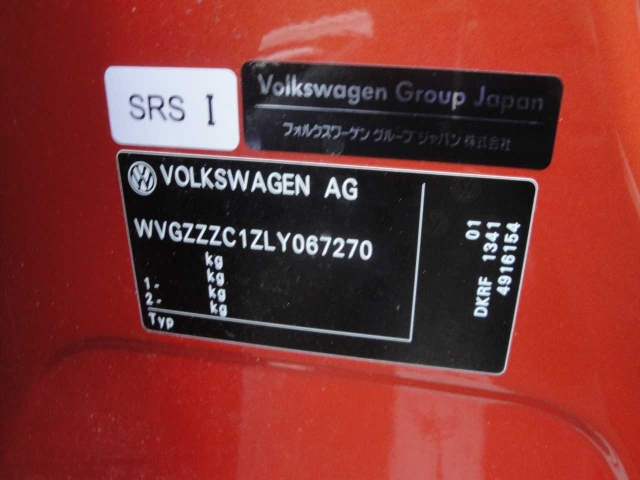 SRS I
Volkswagen Group Japan
フォルクスワーゲン グループ ジャパン 株式会社
VOLKSWAGEN AG
WVGZZZC1ZLY067270
kg
kg
1- kg
2- kg
Typ
01
DKRF 1341
4916154